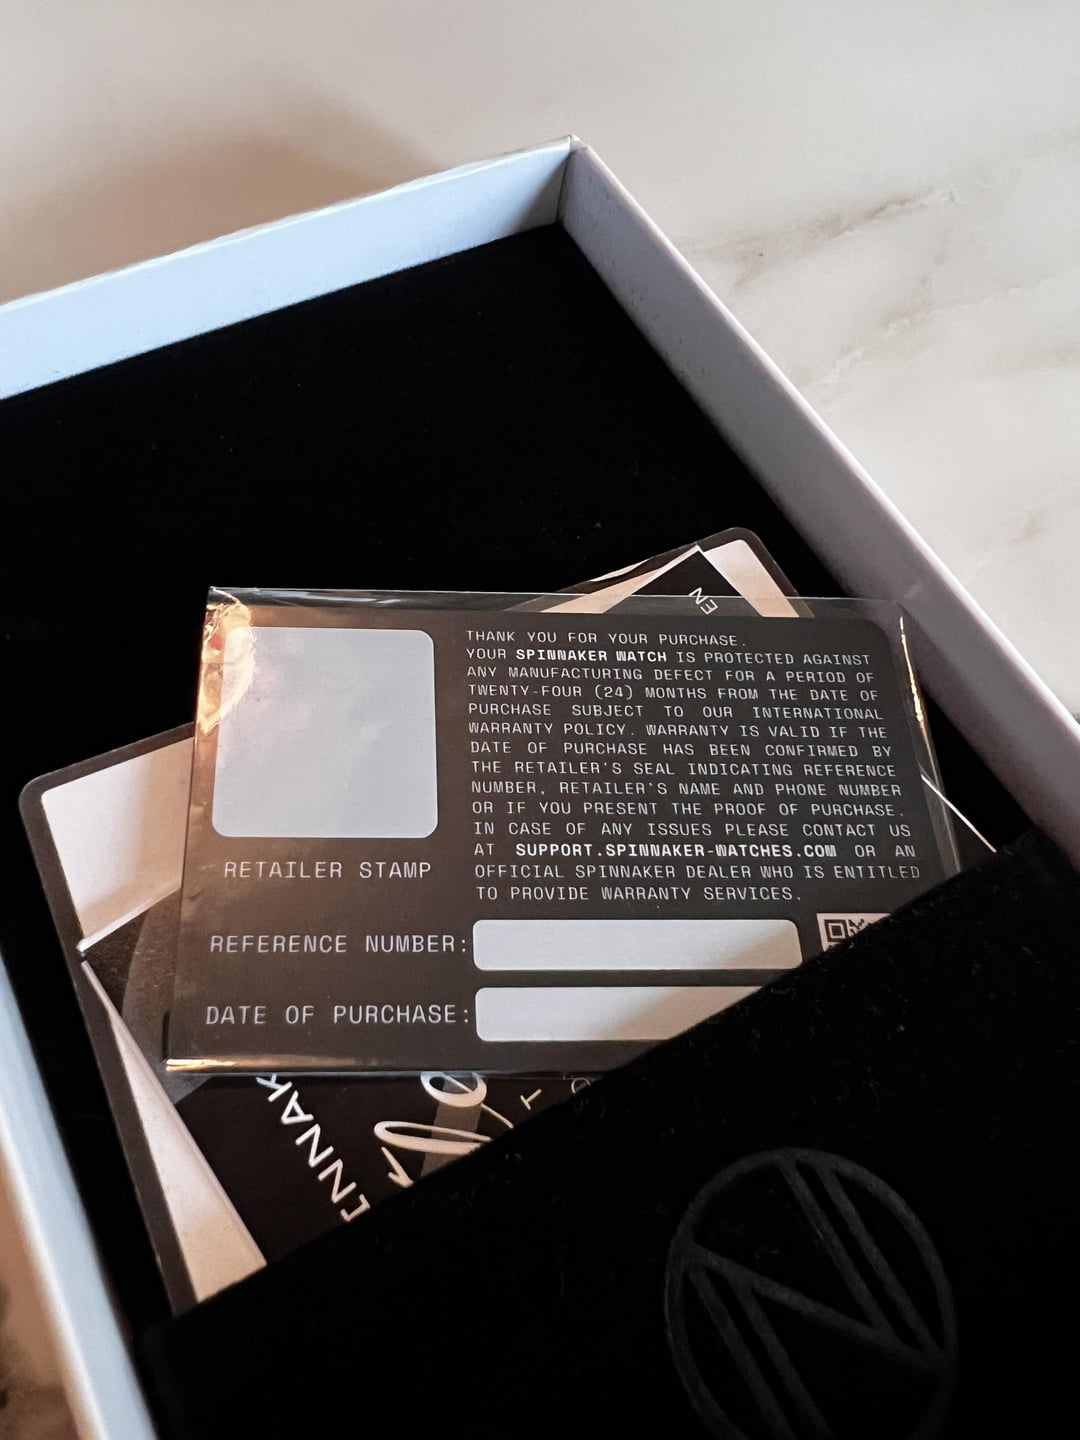 EN
THANK YOU FOR YOUR PURCHASE.
YOUR SPINNAKER WATCH IS PROTECTED AGAINST
ANY MANUFACTURING DEFECT FOR A PERIOD OF
TWENTY-FOUR (24) MONTHS FROM THE DATE OF
PURCHASE SUBJECT TO OUR INTERNATIONAL
WARRANTY POLICY. WARRANTY IS VALID IF THE
DATE OF PURCHASE HAS BEEN CONFIRMED BY
THE RETAILER'S SEAL INDICATING REFERENCE
NUMBER, RETAILER'S NAME AND PHONE NUMBER
OR IF YOU PRESENT THE PROOF OF PURCHASE.
IN CASE OF ANY ISSUES PLEASE CONTACT US
AT SUPPORT.SPINNAKER-WATCHES.COM OR AN
OFFICIAL SPINNAKER DEALER WHO IS ENTITLED
TO PROVIDE WARRANTY SERVICES.
RETAILER STAMP
REFERENCE NUMBER:
DATE OF PURCHASE: